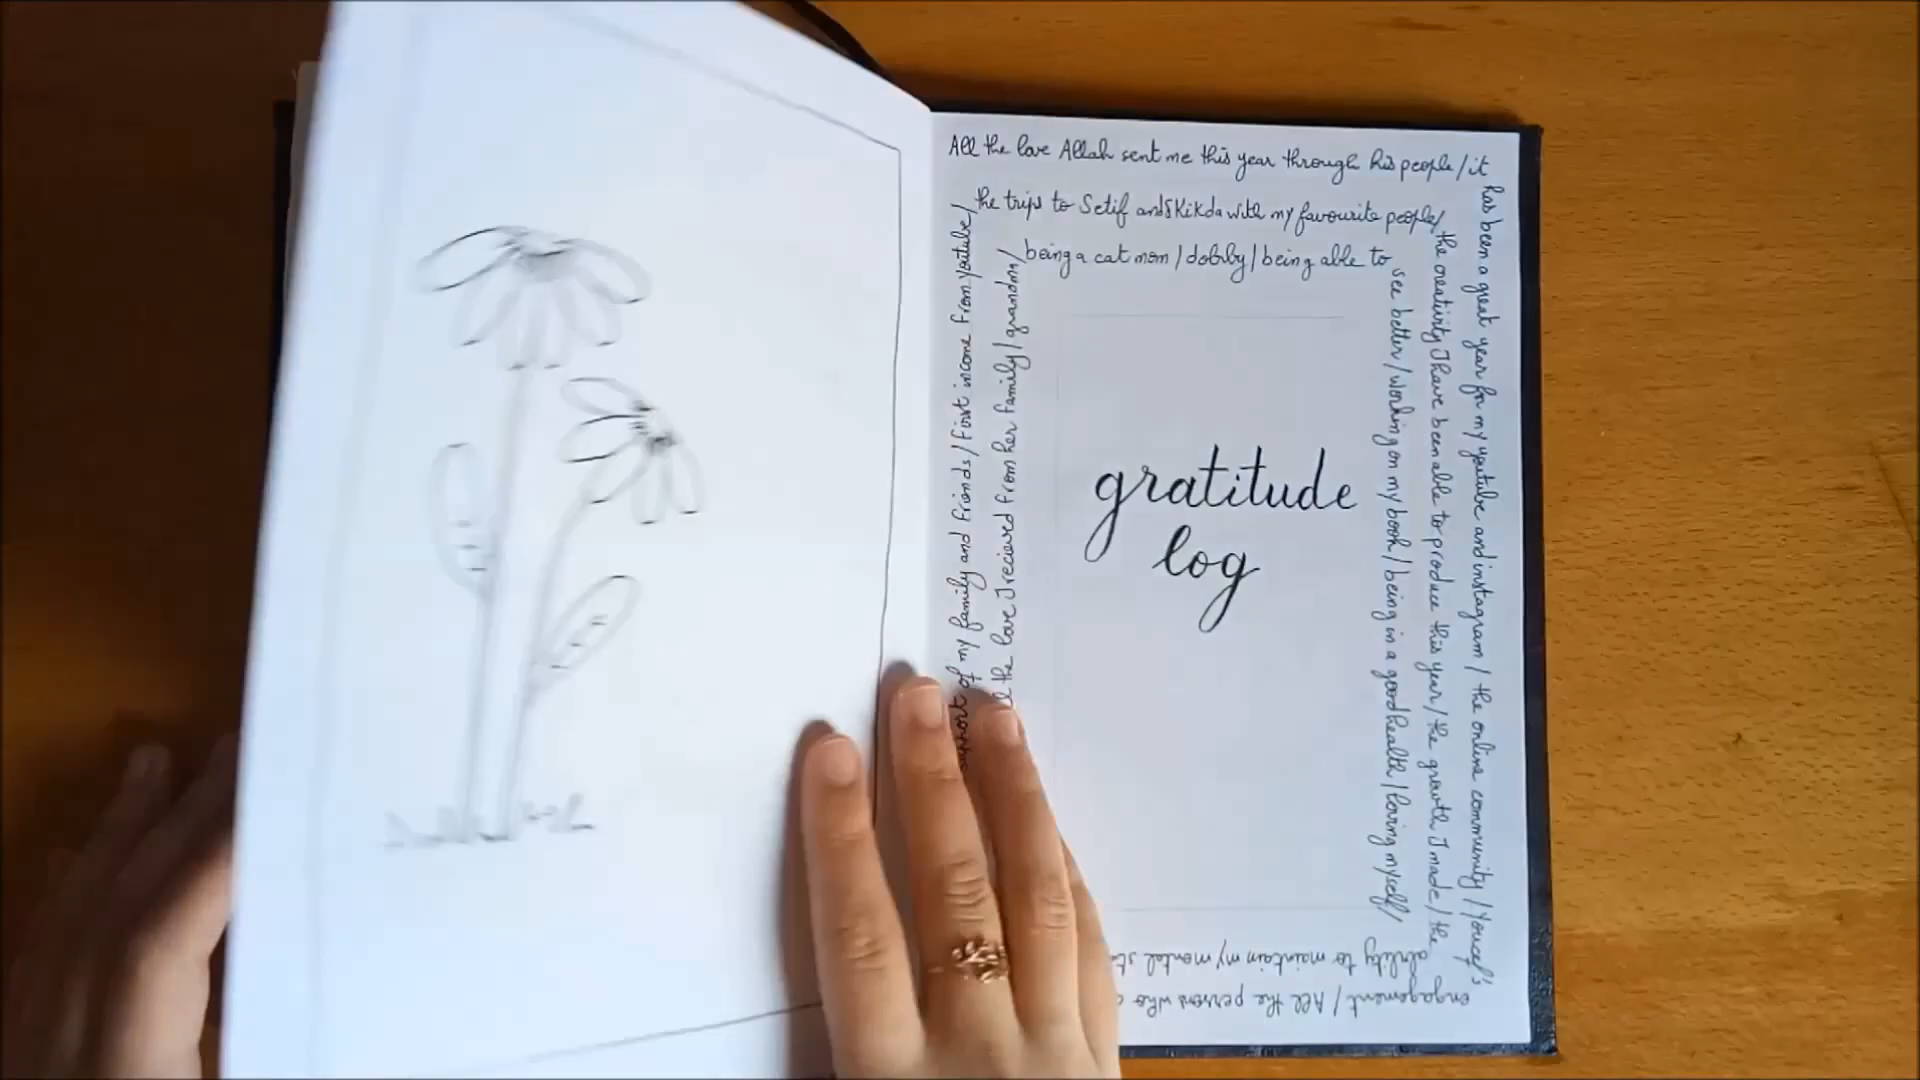 All the love Allah sent me this year through his people / it
has been a great year for my youtube and instagram / the online community / Youcef's
engagement / All the persons who
support of my family and friends / First income from Youtube /
the trips to Setif and Skikda with my favourite people /
the creativity I have been able to produce this year / the growth I made / the
ability to maintain my mental
the love I recieved from her family / grandma /
being a cat mom / dobby / being able to
see better / working on my book / being in a good health / loving myself /
gratitude
log